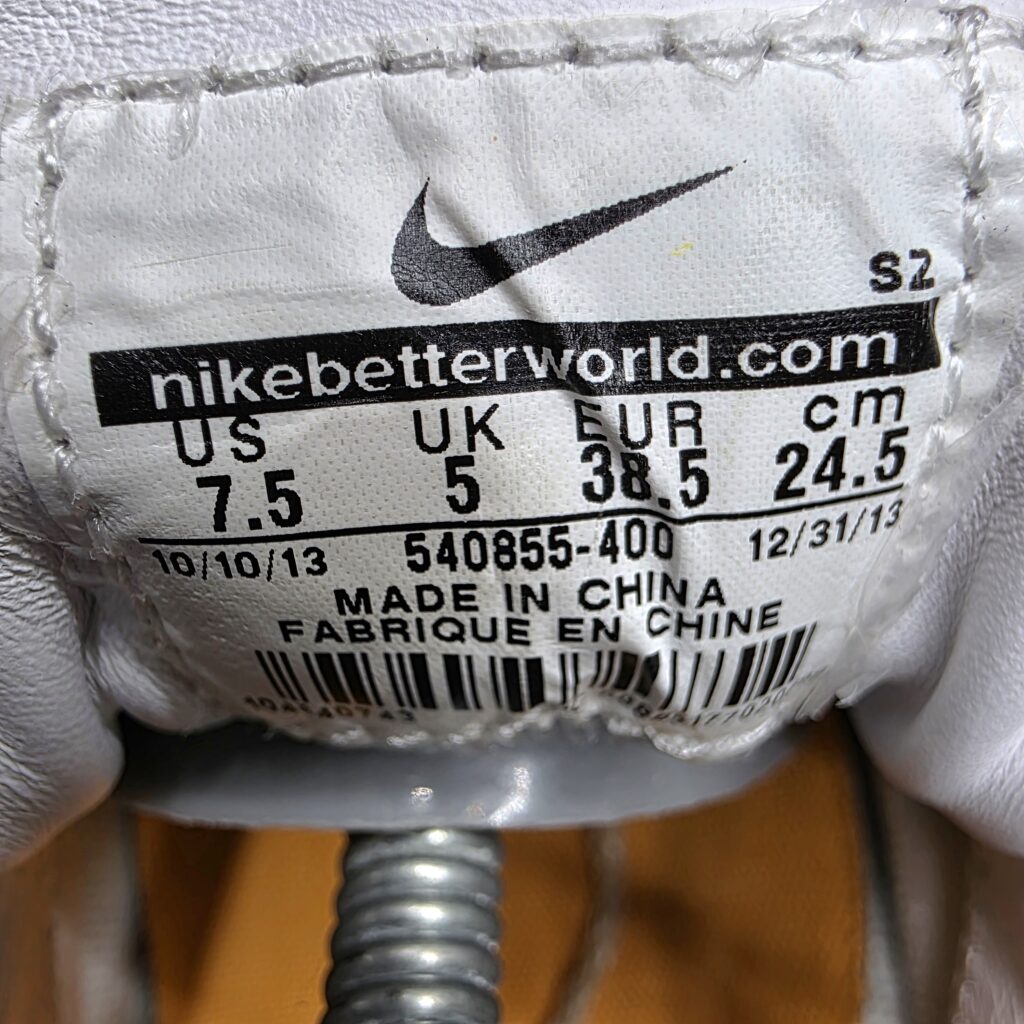 S2
nikebetterworld.com
US UK EUR cm
7.5 5 38.5 24.5
10/10/13 540855-400 12/31/13
MADE IN CHINA
FABRIQUE EN CHINE